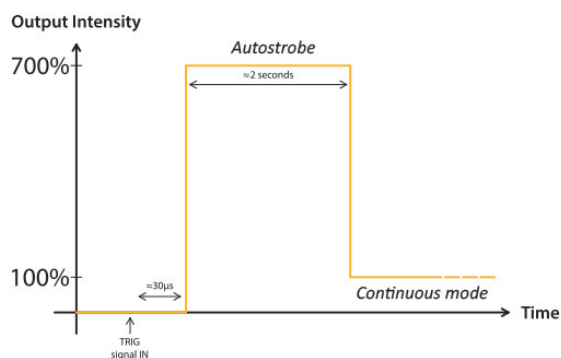 Output Intensity
Autostrobe
700%
≈2 seconds
100%
≈30µs
Continuous mode
Time
TRIG
signal IN